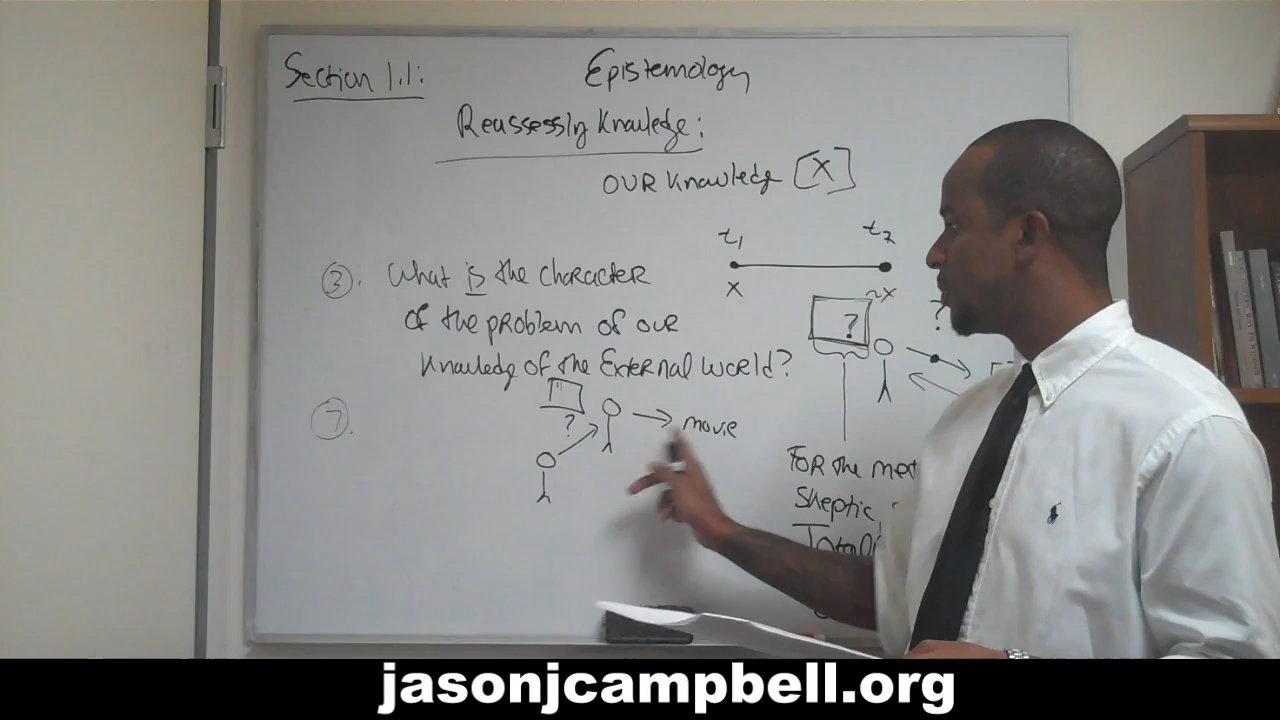 Section 1.1:
Epistemology
Reassessing Knowledge:
OUR Knowledge [X]
t1 t2
X ~X
3. What is the character
of the problem of our
Knowledge of the External World?
?
?
?
movie
7.
FOR the
Skeptic,
jasonjcampbell.org